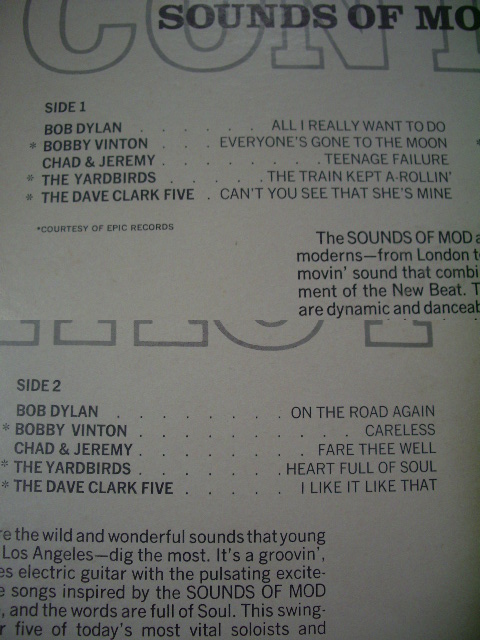 SOUNDS OF MO
SIDE 1
BOB DYLAN . . . . . . ALL I REALLY WANT TO DO
* BOBBY VINTON . . . EVERYONE'S GONE TO THE MOON
CHAD & JEREMY . . . . . . . . . TEENAGE FAILURE
* THE YARDBIRDS . . . . . THE TRAIN KEPT A-ROLLIN'
* THE DAVE CLARK FIVE . CAN'T YOU SEE THAT SHE'S MINE
*COURTESY OF EPIC RECORDS
The SOUNDS OF MOD
moderns—from London
movin' sound that combi
ment of the New Beat.
are dynamic and danceab
SIDE 2
BOB DYLAN . . . . . . . . ON THE ROAD AGAIN
* BOBBY VINTON . . . . . . . . . . CARELESS
CHAD & JEREMY . . . . . . . . FARE THEE WELL
* THE YARDBIRDS . . . . . . HEART FULL OF SOUL
* THE DAVE CLARK FIVE . . . . . I LIKE IT LIKE THAT
re the wild and wonderful sounds that young
Los Angeles—dig the most. It's a groovin',
es electric guitar with the pulsating excite-
e songs inspired by the SOUNDS OF MOD
, and the words are full of Soul. This swing-
r five of today's most vital soloists and